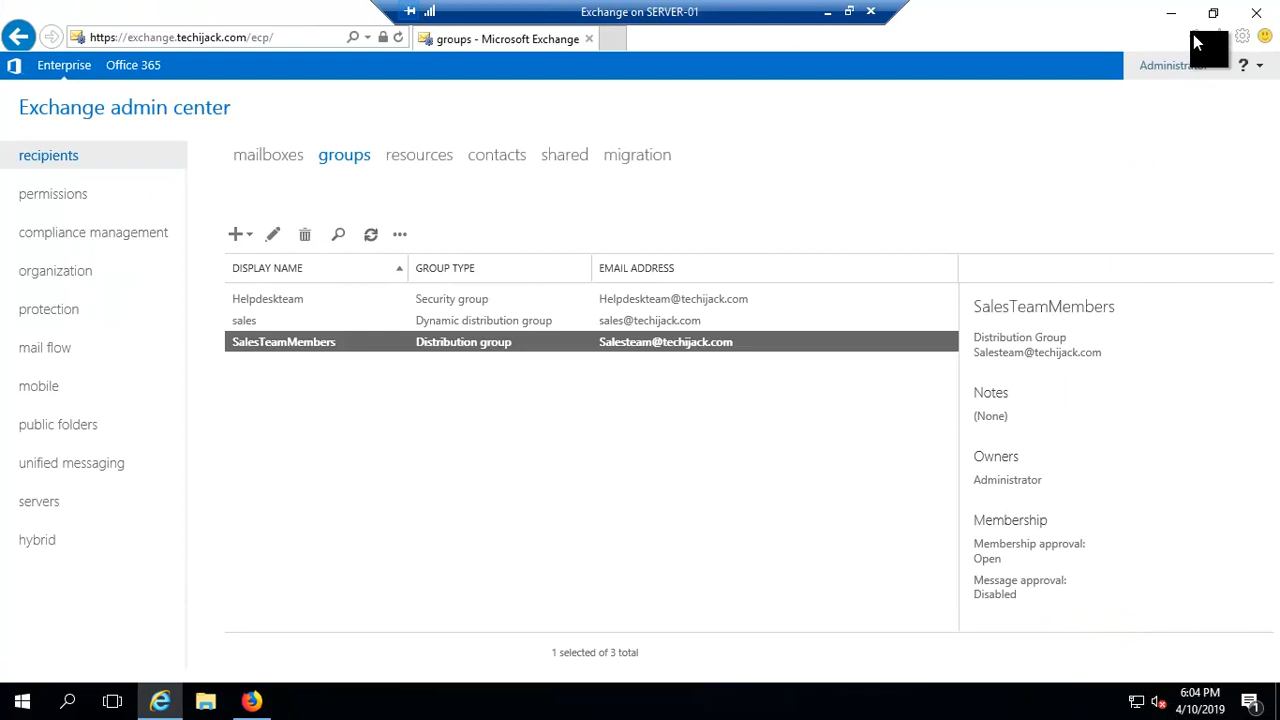 Exchange on SERVER-01
https://exchange.techijack.com/ecp/
groups - Microsoft Exchange
Enterprise
Office 365
?
Exchange admin center
recipients
permissions
compliance management
organization
protection
mail flow
mobile
public folders
unified messaging
servers
hybrid
mailboxes groups resources contacts shared migration
DISPLAY NAME GROUP TYPE EMAIL ADDRESS
Helpdeskteam Security group Helpdeskteam@techijack.com
sales Dynamic distribution group sales@techijack.com
SalesTeamMembers Distribution group Salesteam@techijack.com
SalesTeamMembers
Distribution Group
Salesteam@techijack.com
Notes
(None)
Owners
Administrator
Membership
Membership approval:
Open
Message approval:
Disabled
1 selected of 3 total
6:04 PM
4/10/2019
1